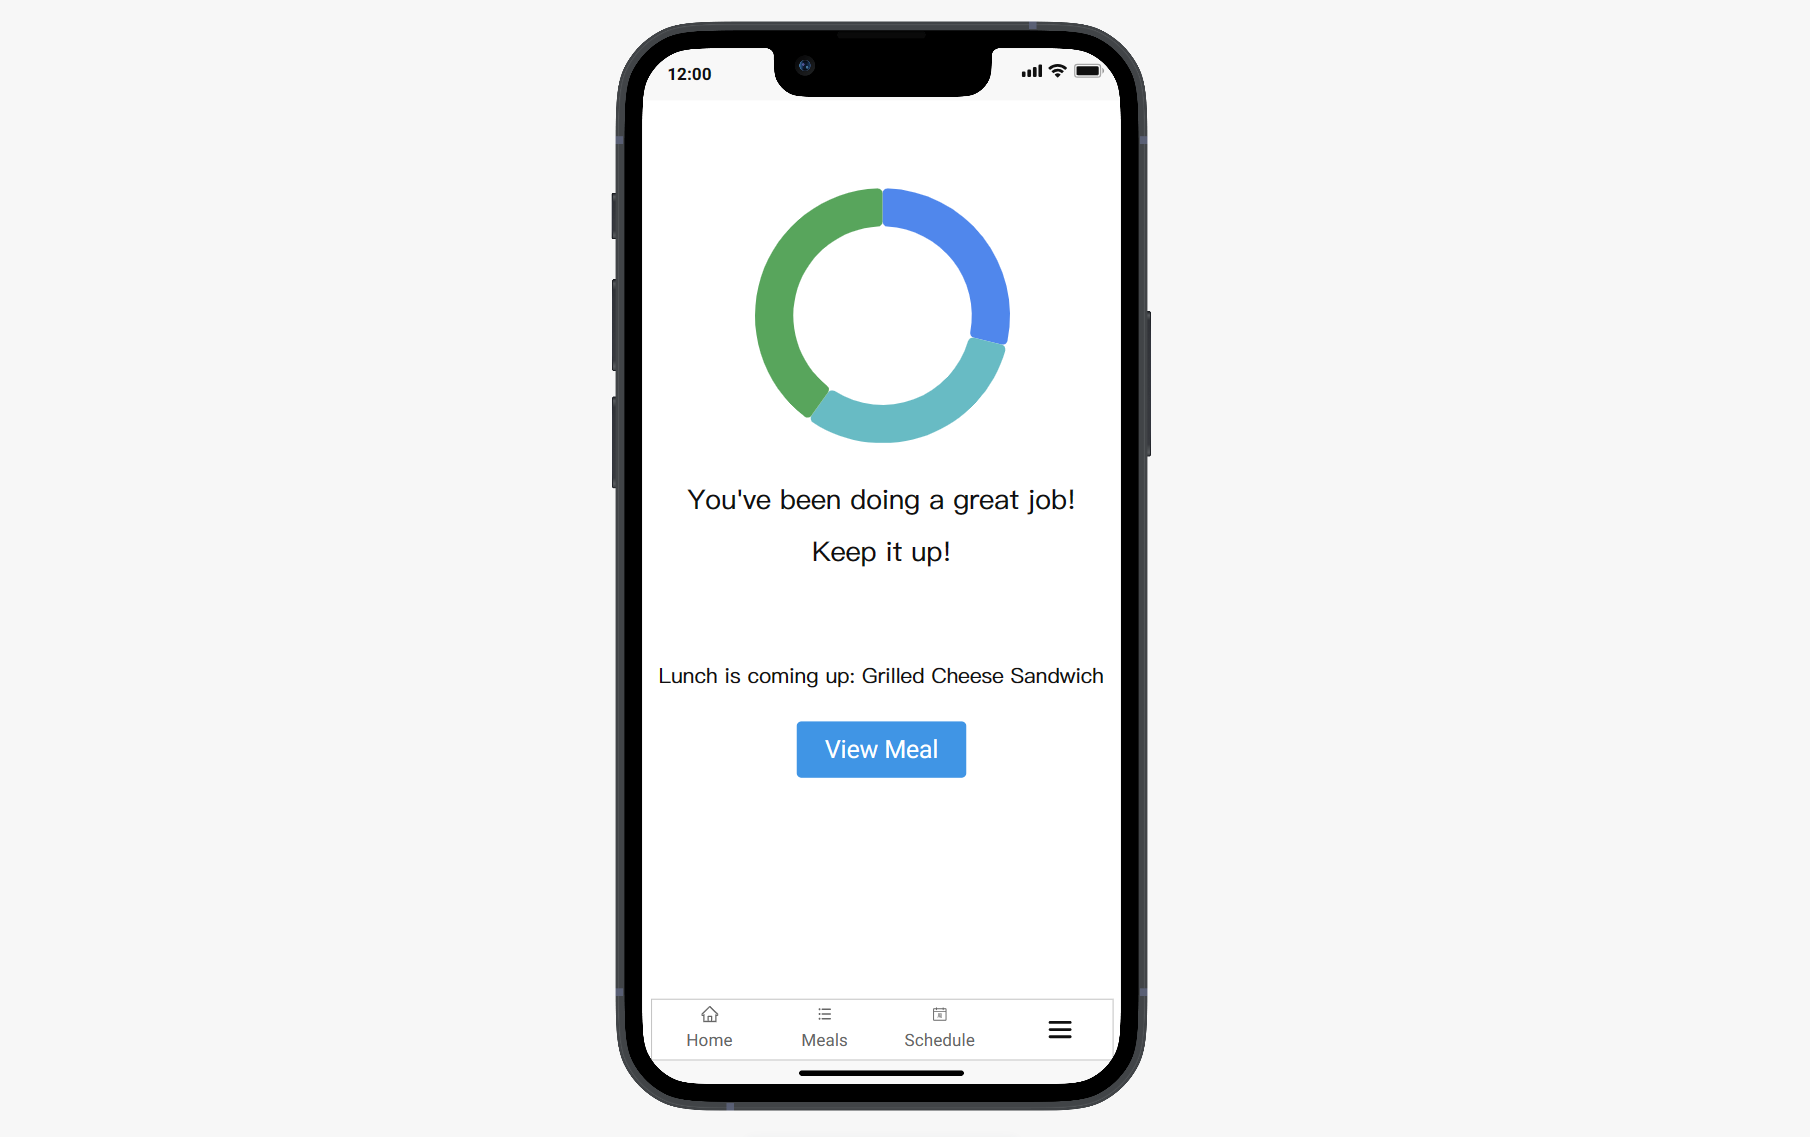 12:00
You've been doing a great job!
Keep it up!
Lunch is coming up: Grilled Cheese Sandwich
View Meal
Home Meals Schedule